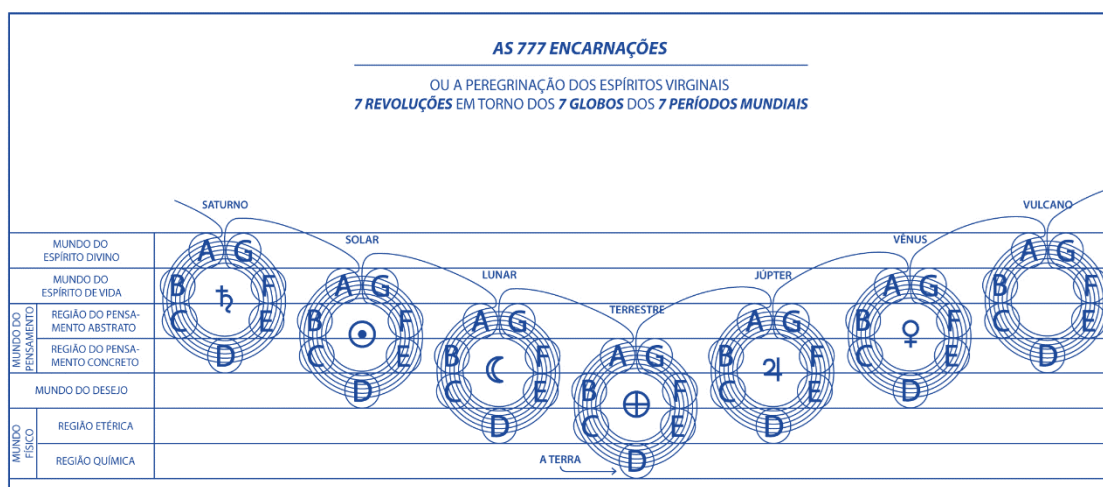 AS 777 ENCARNAÇÕES
OU A PEREGRINAÇÃO DOS ESPÍRITOS VIRGINAIS
7 REVOLUÇÕES EM TORNO DOS 7 GLOBOS DOS 7 PERÍODOS MUNDIAIS
SATURNO
SOLAR
LUNAR
TERRESTRE
JÚPTER
VÊNUS
VULCANO
MUNDO DO
ESPÍRITO DIVINO
MUNDO DO
ESPÍRITO DE VIDA
MUNDO DO
PENSAMENTO
REGIÃO DO PENSA-
MENTO ABSTRATO
REGIÃO DO PENSA-
MENTO CONCRETO
MUNDO DO DESEJO
MUNDO
FÍSICO
REGIÃO ETÉRICA
REGIÃO QUÍMICA
A G
B F
C E
D
♄
A G
B F
C E
D
☉
A G
B F
C E
D
☾
A G
B F
C E
D
⊕
A TERRA
A G
B F
C E
D
♃
A G
B F
C E
D
♀
A G
B F
C E
D